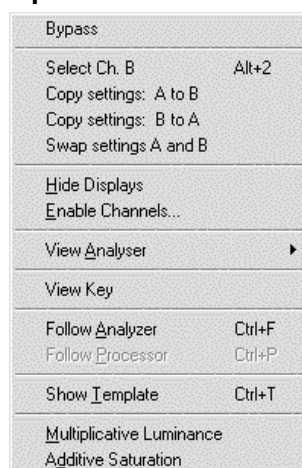 Bypass
Select Ch. B Alt+2
Copy settings: A to B
Copy settings: B to A
Swap settings A and B
Hide Displays
Enable Channels...
View Analyser
View Key
Follow Analyzer Ctrl+F
Follow Processor Ctrl+P
Show Template Ctrl+T
Multiplicative Luminance
Additive Saturation